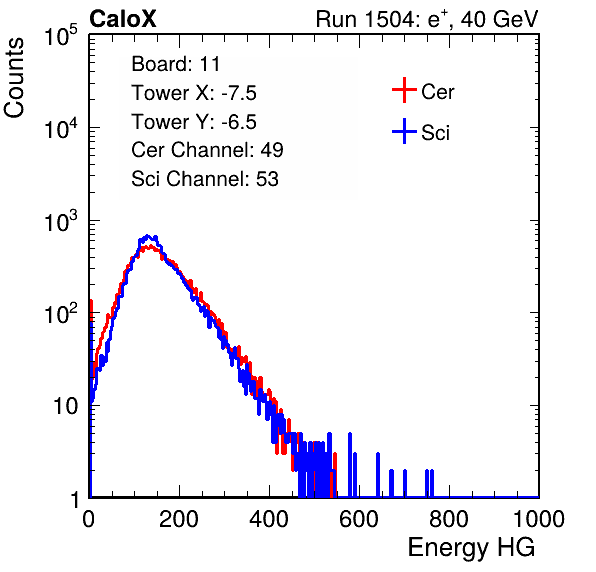 CaloX Run 1504: e⁺, 40 GeV
Counts
10⁵
10⁴
10³
10²
10
1
Board: 11
Tower X: -7.5
Tower Y: -6.5
Cer Channel: 49
Sci Channel: 53
Cer
Sci
0 200 400 600 800 1000
Energy HG